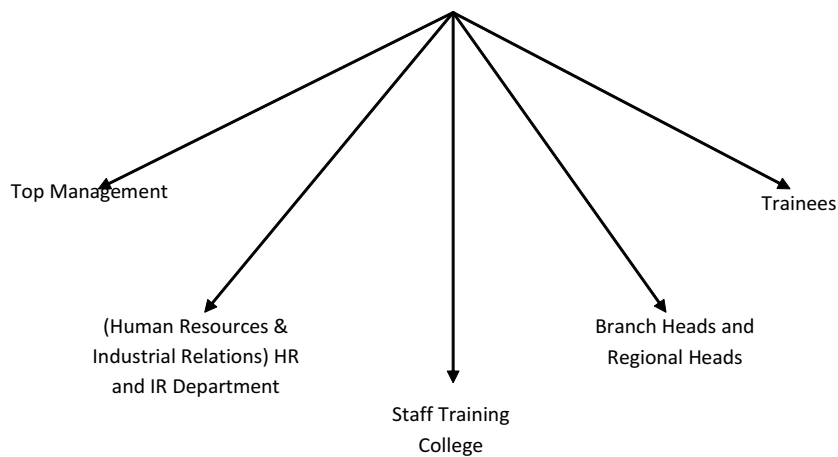 Top Management
Trainees
(Human Resources &
Industrial Relations) HR
and IR Department
Branch Heads and
Regional Heads
Staff Training
College